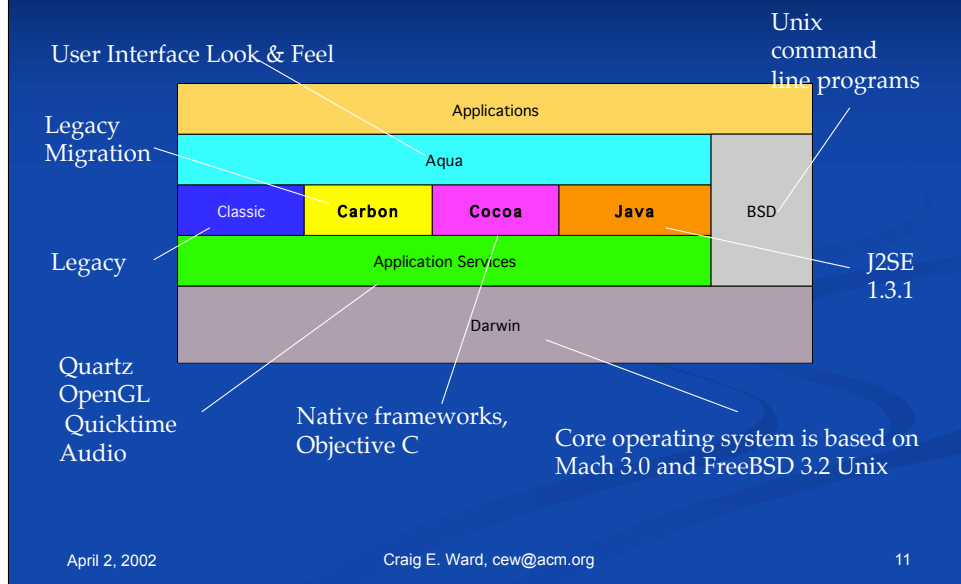 User Interface Look & Feel
Unix
command
line programs
Applications
Legacy
Migration
Aqua
Classic
Carbon
Cocoa
Java
BSD
Legacy
Application Services
J2SE
1.3.1
Darwin
Quartz
OpenGL
Quicktime
Audio
Native frameworks,
Objective C
Core operating system is based on
Mach 3.0 and FreeBSD 3.2 Unix
April 2, 2002
Craig E. Ward, cew@acm.org
11